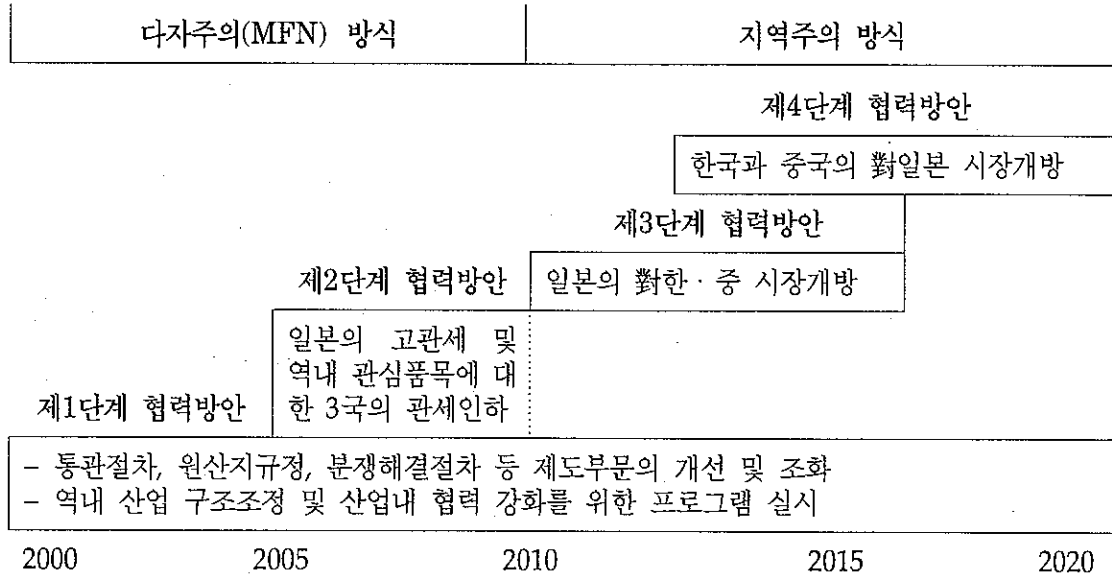 다자주의(MFN) 방식
지역주의 방식
제4단계 협력방안
한국과 중국의 對일본 시장개방
제3단계 협력방안
일본의 對한·중 시장개방
제2단계 협력방안
일본의 고관세 및
역내 관심품목에 대
한 3국의 관세인하
제1단계 협력방안
- 통관절차, 원산지규정, 분쟁해결절차 등 제도부문의 개선 및 조화
- 역내 산업 구조조정 및 산업내 협력 강화를 위한 프로그램 실시
2000 2005 2010 2015 2020